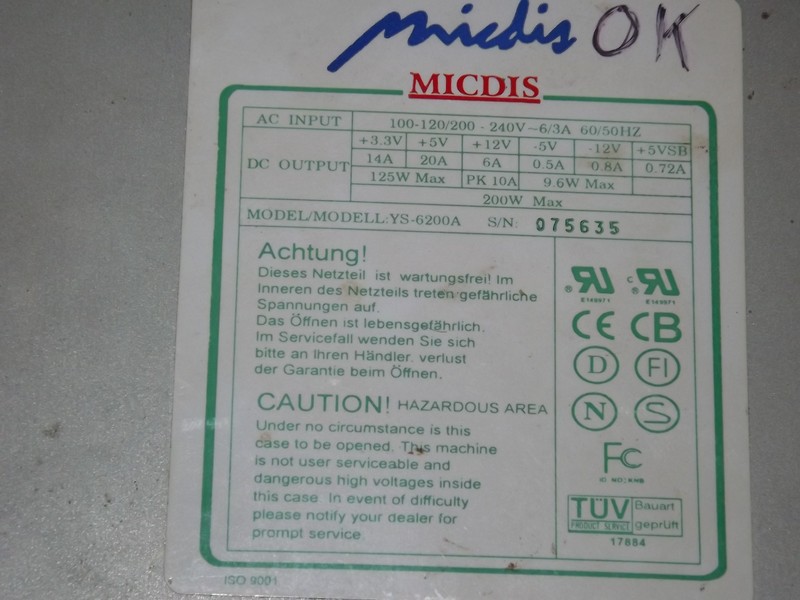 micdis OK
MICDIS
AC INPUT 100-120/200 - 240V~6/3A 60/50HZ
DC OUTPUT +3.3V +5V +12V -5V -12V +5VSB
14A 20A 6A 0.5A 0.8A 0.72A
125W Max PK 10A 9.6W Max
200W Max
MODEL/MODELL:YS-6200A S/N: 075635
Achtung!
Dieses Netzteil ist wartungsfrei! Im
Inneren des Netzteils treten gefährliche
Spannungen auf.
Das Öffnen ist lebensgefährlich.
Im Servicefall wenden Sie sich
bitte an Ihren Händler. verlust
der Garantie beim Öffnen.
CAUTION! HAZARDOUS AREA
Under no circumstance is this
case to be opened. This machine
is not user serviceable and
dangerous high voltages inside
this case. In event of difficulty
please notify your dealer for
prompt service.
RU c RU
CE CB
D FI
N S
FC
TÜV Bauart
PRODUCT SERVICE geprüft
17884
ISO 9001